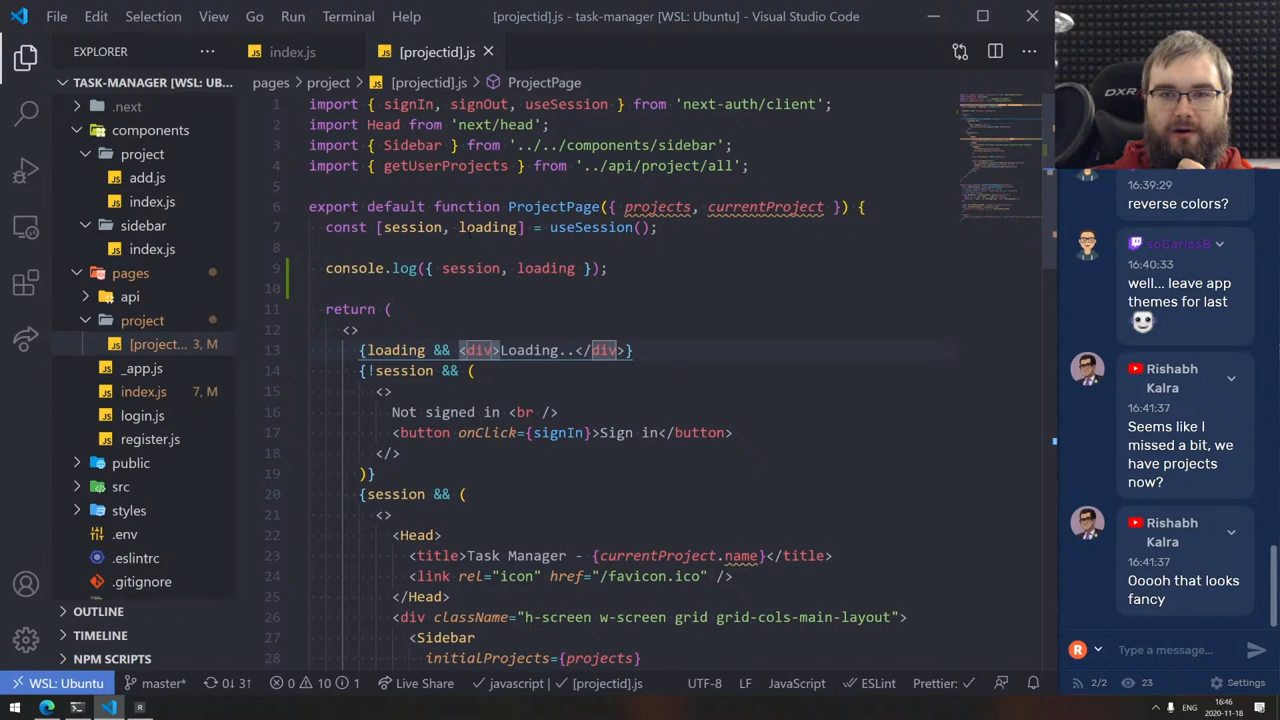 File Edit Selection View Go Run Terminal Help
[projectid].js - task-manager [WSL: Ubuntu] - Visual Studio Code
EXPLORER
index.js
[projectid].js
TASK-MANAGER [WSL: UB...
.next
components
project
add.js
index.js
sidebar
index.js
pages
api
project
[project... 3, M
_app.js
index.js 7, M
login.js
register.js
public
src
styles
.env
.eslintrc
.gitignore
OUTLINE
TIMELINE
NPM SCRIPTS
pages > project > [projectid].js > ProjectPage
import { signIn, signOut, useSession } from 'next-auth/client';
2 import Head from 'next/head';
3 import { Sidebar } from '../../components/sidebar';
4 import { getUserProjects } from '../api/project/all';
5
6 export default function ProjectPage({ projects, currentProject }) {
7 const [session, loading] = useSession();
8
9 console.log({ session, loading });
10
11 return (
12 <>
13 {loading && <div>Loading..</div>}
14 {!session && (
15 <>
16 Not signed in <br />
17 <button onClick={signIn}>Sign in</button>
18 </>
19 )}
20 {session && (
21 <>
22 <Head>
23 <title>Task Manager - {currentProject.name}</title>
24 <link rel="icon" href="/favicon.ico" />
25 </Head>
26 <div className="h-screen w-screen grid grid-cols-main-layout">
27 <Sidebar
28 initialProjects={projects}
DXR
16:39:29
reverse colors?
soCarlosB
16:40:33
well... leave app
themes for last
Rishabh
Kalra
16:41:37
Seems like I
missed a bit, we
have projects
now?
Rishabh
Kalra
16:41:37
Ooooh that looks
fancy
R
Type a message...
2/2 23 Settings
WSL: Ubuntu master* 0↓ 3↑ 0 10 1 Live Share javascript | [projectid].js UTF-8 LF JavaScript ESLint Prettier:
ENG
16:46
2020-11-18